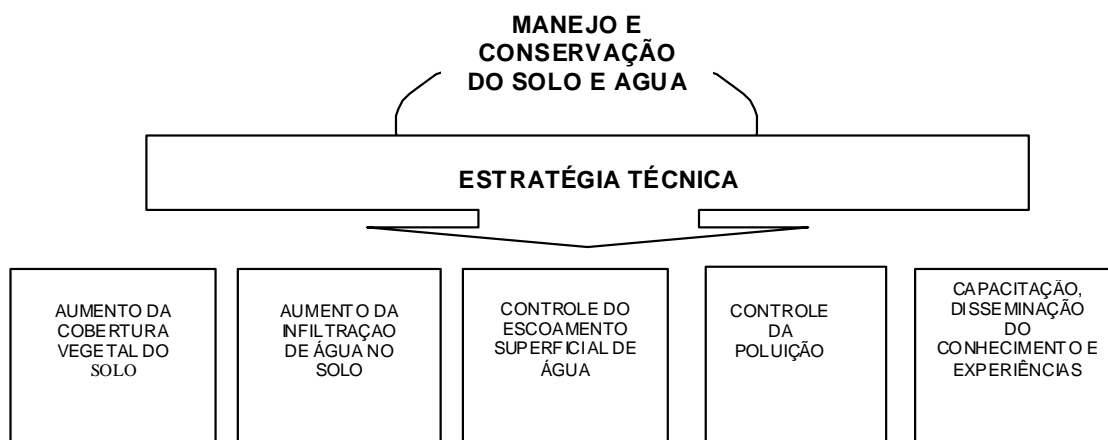 MANEJO E
CONSERVAÇÃO
DO SOLO E AGUA
ESTRATÉGIA TÉCNICA
AUMENTO DA
COBERTURA
VEGETAL DO
SOLO
AUMENTO DA
INFILTRAÇAO
DE ÁGUA NO
SOLO
CONTROLE DO
ESCOAMENTO
SUPERFICIAL DE
ÁGUA
CONTROLE
DA
POLUIÇÃO
CAPACITAÇÃO,
DISSEMINAÇÃO
DO
CONHECIMENTO E
EXPERIÊNCIAS